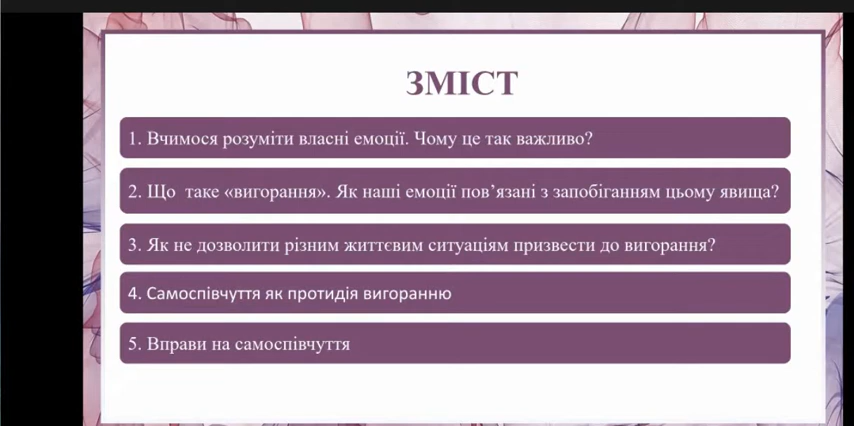 ЗМІСТ
1. Вчимося розуміти власні емоції. Чому це так важливо?
2. Що таке «вигорання». Як наші емоції пов’язані з запобіганням цьому явища?
3. Як не дозволити різним життєвим ситуаціям призвести до вигорання?
4. Самоспівчуття як протидія вигоранню
5. Вправи на самоспівчуття